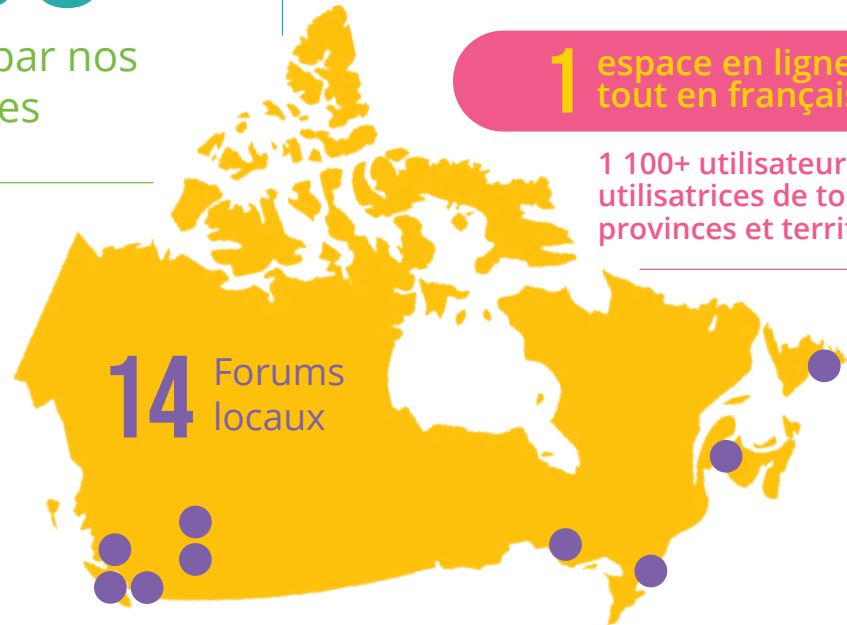 par nos
es
1 espace en ligne
tout en français
1 100+ utilisateur
utilisatrices de to
provinces et terri
14 Forums
locaux